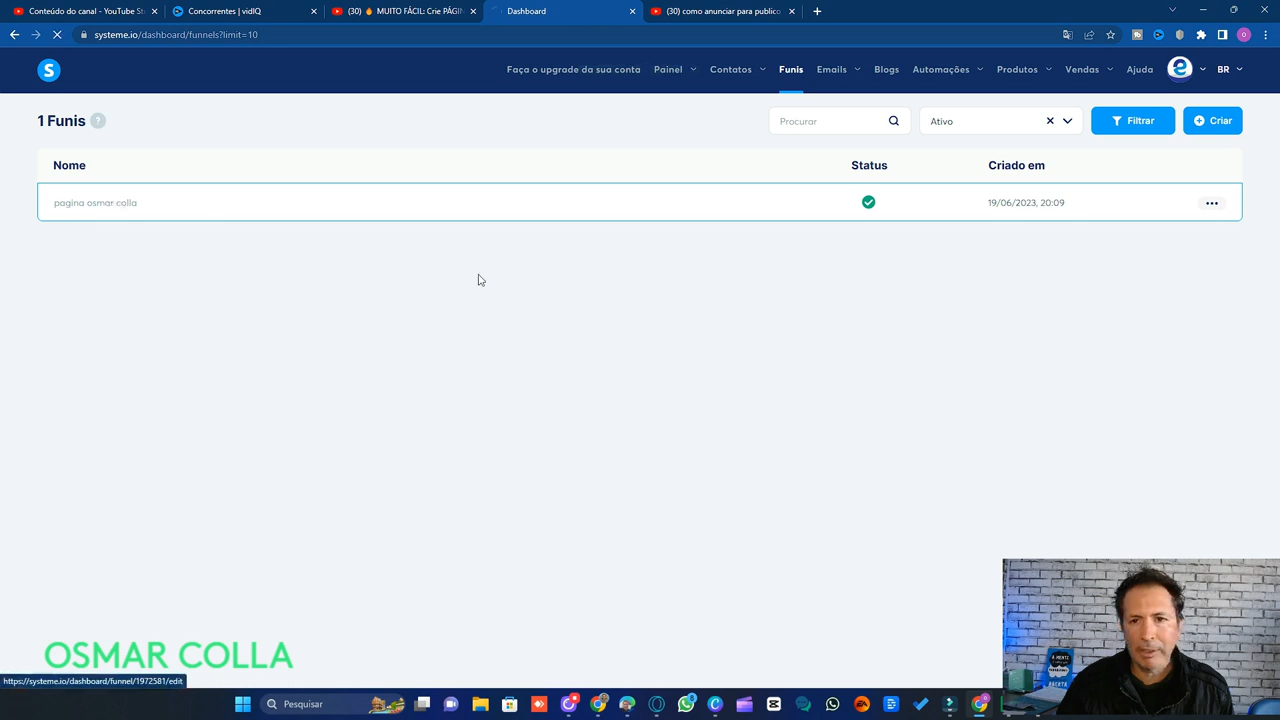 Conteúdo do canal - YouTube St
Concorrentes | vidIQ
(30) 🔥 MUITO FÁCIL: Crie PÁGIN
Dashboard
(30) como anunciar para publico
systeme.io/dashboard/funnels?limit=10
S
Faça o upgrade da sua conta
Painel
Contatos
Funis
Emails
Blogs
Automações
Produtos
Vendas
Ajuda
BR
1 Funis ?
Procurar
Ativo
Filtrar
Criar
Nome
Status
Criado em
pagina osmar colla
19/06/2023, 20:09
OSMAR COLLA
https://systeme.io/dashboard/funnel/1972581/edit
Pesquisar
A MENTE